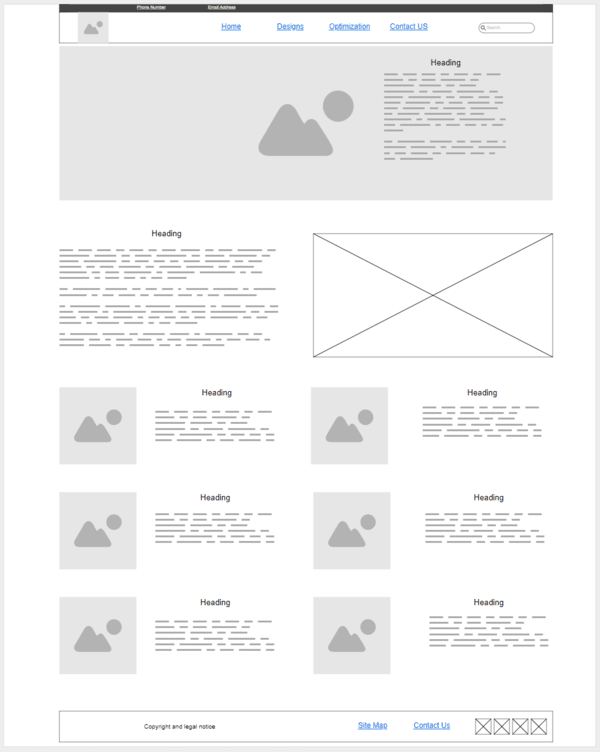 Phone Number Email Address
Home Designs Optimization Contact US Search
Heading
Heading
Heading Heading
Heading Heading
Heading Heading
Copyright and legal notice Site Map Contact Us